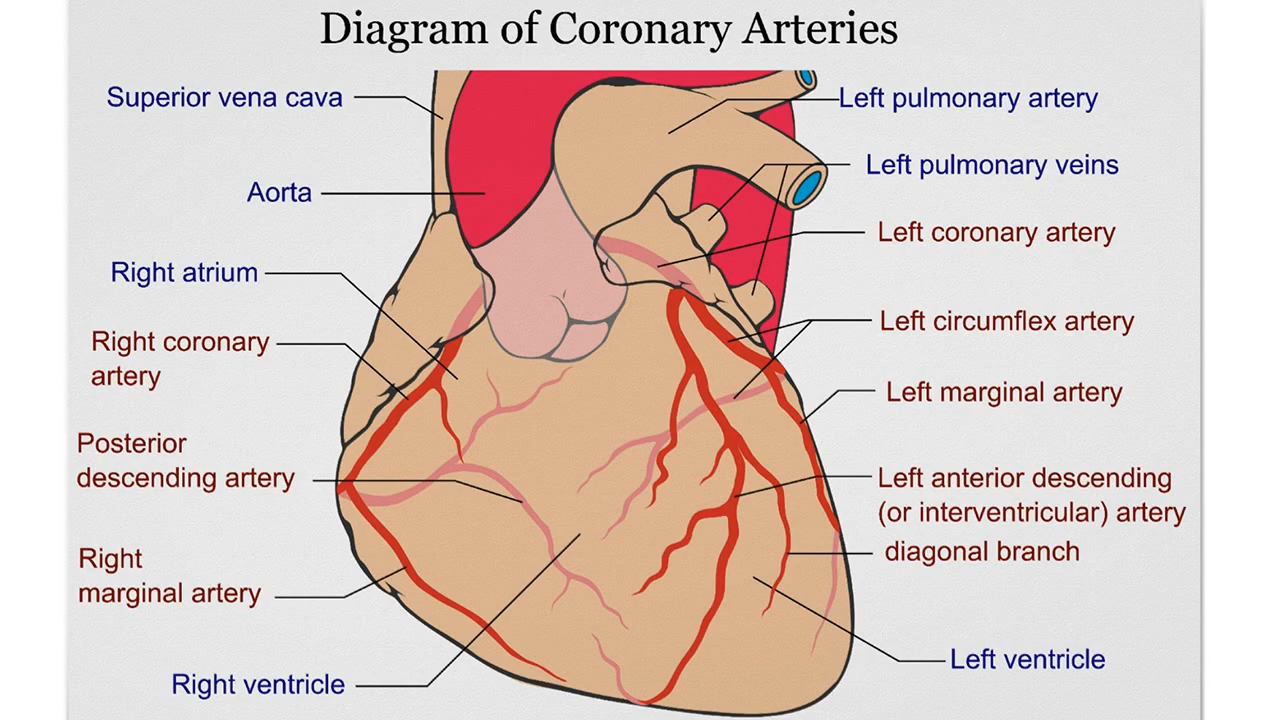 Diagram of Coronary Arteries
Superior vena cava
Aorta
Right atrium
Right coronary
artery
Posterior
descending artery
Right
marginal artery
Right ventricle
Left pulmonary artery
Left pulmonary veins
Left coronary artery
Left circumflex artery
Left marginal artery
Left anterior descending
(or interventricular) artery
diagonal branch
Left ventricle